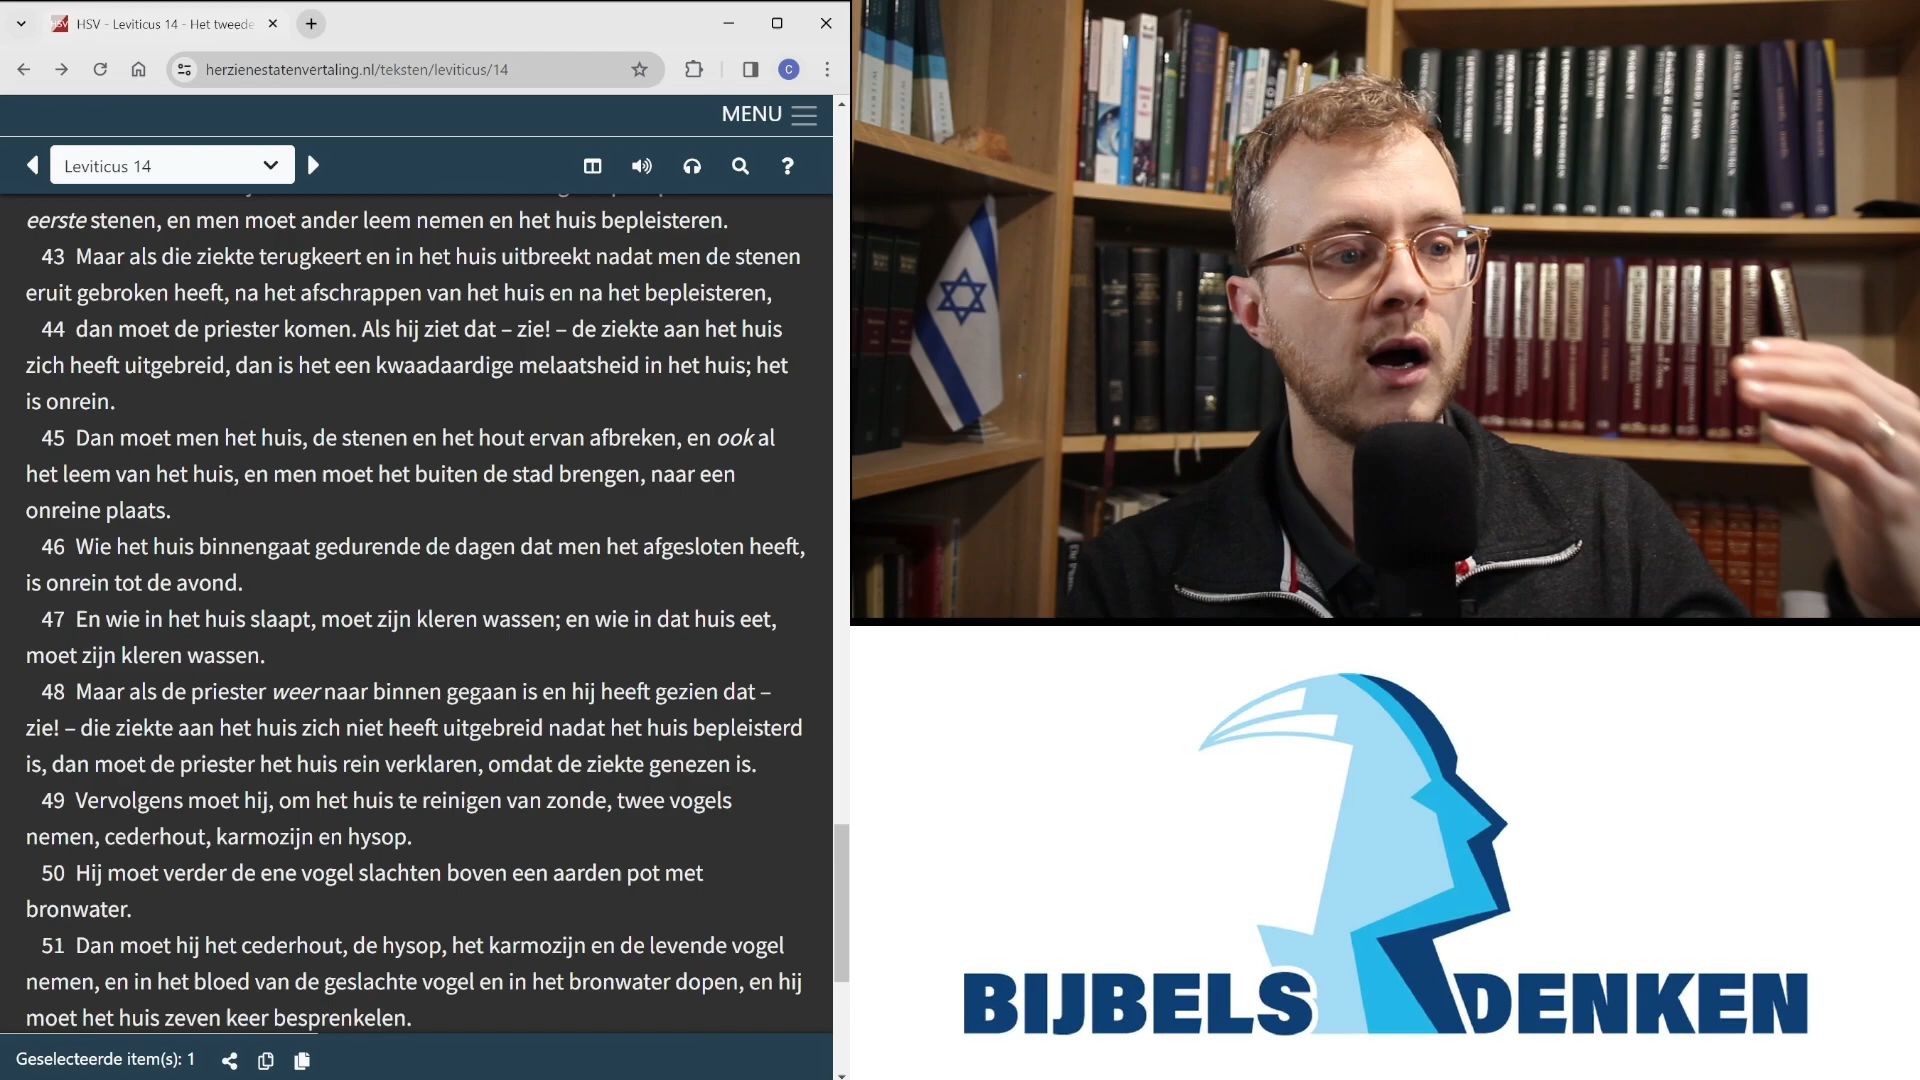 HSV - Leviticus 14 - Het tweede
herzienestatenvertaling.nl/teksten/leviticus/14
C
MENU
Leviticus 14
eerste stenen, en men moet ander leem nemen en het huis bepleisteren.
43 Maar als die ziekte terugkeert en in het huis uitbreekt nadat men de stenen
eruit gebroken heeft, na het afschrappen van het huis en na het bepleisteren,
44 dan moet de priester komen. Als hij ziet dat – zie! – de ziekte aan het huis
zich heeft uitgebreid, dan is het een kwaadaardige melaatsheid in het huis; het
is onrein.
45 Dan moet men het huis, de stenen en het hout ervan afbreken, en ook al
het leem van het huis, en men moet het buiten de stad brengen, naar een
onreine plaats.
46 Wie het huis binnengaat gedurende de dagen dat men het afgesloten heeft,
is onrein tot de avond.
47 En wie in het huis slaapt, moet zijn kleren wassen; en wie in dat huis eet,
moet zijn kleren wassen.
48 Maar als de priester weer naar binnen gegaan is en hij heeft gezien dat –
zie! – die ziekte aan het huis zich niet heeft uitgebreid nadat het huis bepleisterd
is, dan moet de priester het huis rein verklaren, omdat de ziekte genezen is.
49 Vervolgens moet hij, om het huis te reinigen van zonde, twee vogels
nemen, cederhout, karmozijn en hysop.
50 Hij moet verder de ene vogel slachten boven een aarden pot met
bronwater.
51 Dan moet hij het cederhout, de hysop, het karmozijn en de levende vogel
nemen, en in het bloed van de geslachte vogel en in het bronwater dopen, en hij
moet het huis zeven keer besprenkelen.
Geselecteerde item(s): 1
BIJBELS DENKEN